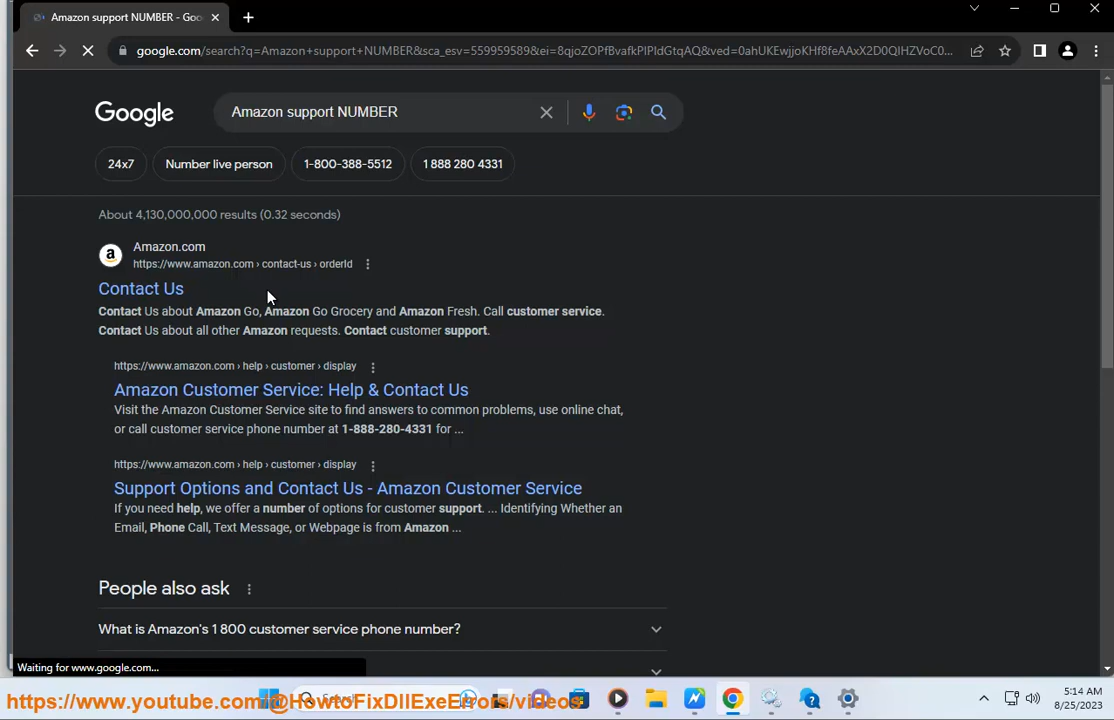 Amazon support NUMBER - Goo
google.com/search?q=Amazon+support+NUMBER&sca_esv=559959589&ei=8qjoZOPfBvafkPIPIdGtqAQ&ved=0ahUKEwjjoKHf8feAAxX2D0QIHZVoC0...
Google
Amazon support NUMBER
24x7
Number live person
1-800-388-5512
1 888 280 4331
About 4,130,000,000 results (0.32 seconds)
Amazon.com
https://www.amazon.com › contact-us › orderId
Contact Us
Contact Us about Amazon Go, Amazon Go Grocery and Amazon Fresh. Call customer service.
Contact Us about all other Amazon requests. Contact customer support.
https://www.amazon.com › help › customer › display
Amazon Customer Service: Help & Contact Us
Visit the Amazon Customer Service site to find answers to common problems, use online chat,
or call customer service phone number at 1-888-280-4331 for ...
https://www.amazon.com › help › customer › display
Support Options and Contact Us - Amazon Customer Service
If you need help, we offer a number of options for customer support. ... Identifying Whether an
Email, Phone Call, Text Message, or Webpage is from Amazon ...
People also ask
What is Amazon's 1 800 customer service phone number?
Waiting for www.google.com...
https://www.youtube.com/@HowtoFixDllExeErrors/videos
5:14 AM
8/25/2023